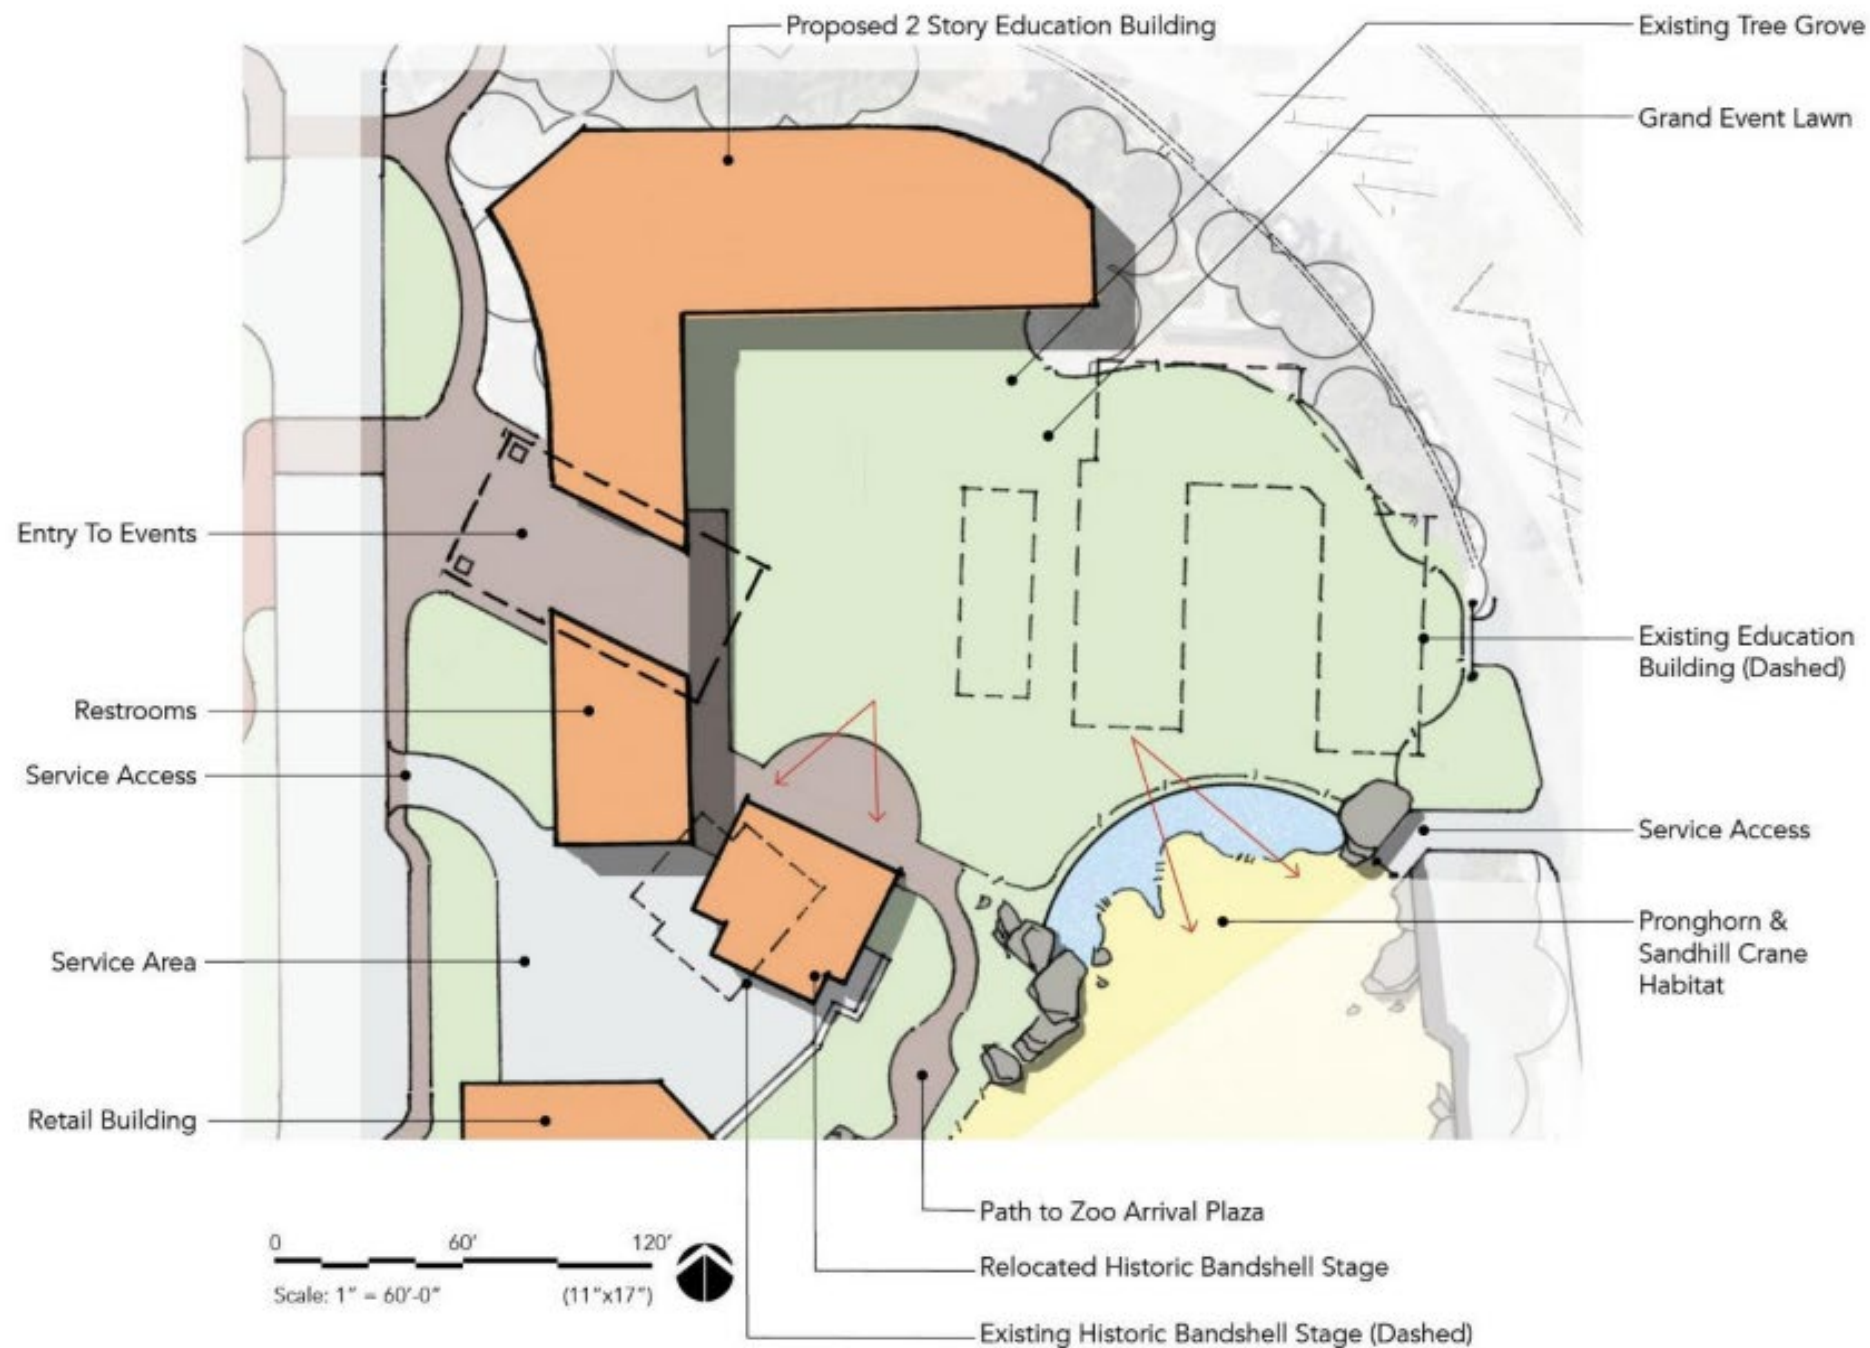 Proposed 2 Story Education Building
Existing Tree Grove
Grand Event Lawn
Entry To Events
Existing Education
Building (Dashed)
Restrooms
Service Access
Service Access
Pronghorn &
Sandhill Crane
Habitat
Service Area
Retail Building
Path to Zoo Arrival Plaza
0 60' 120'
Relocated Historic Bandshell Stage
Scale: 1" = 60'-0" (11"x17")
Existing Historic Bandshell Stage (Dashed)